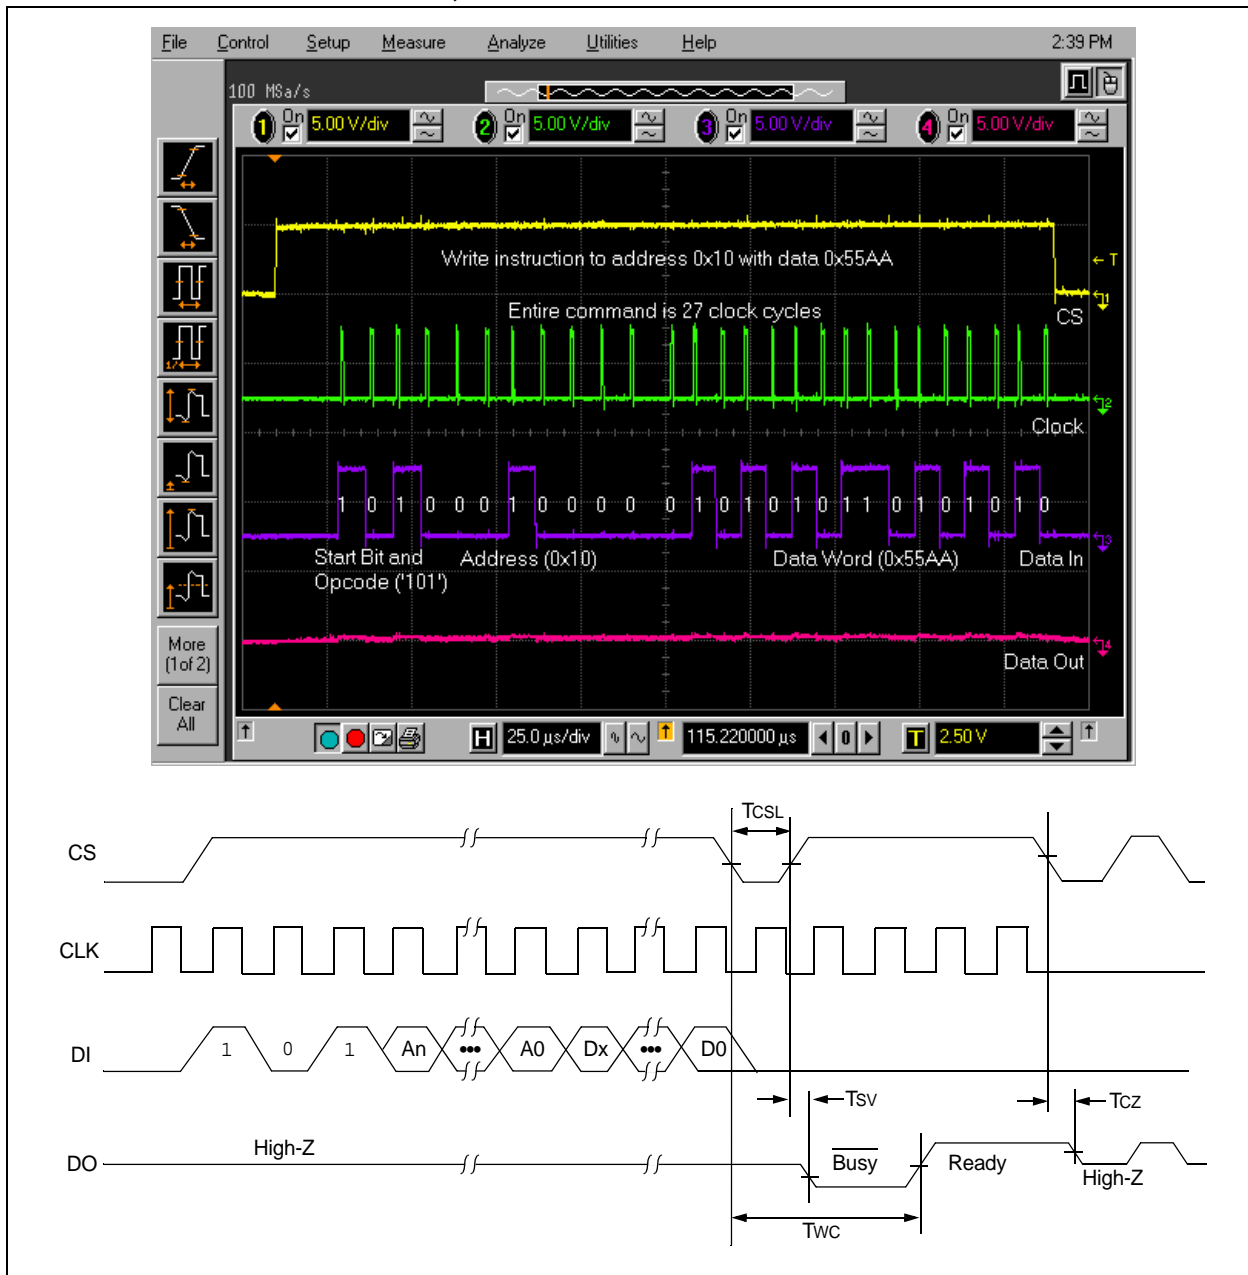 File Control Setup Measure Analyze Utilities Help 2:39 PM
100 MSa/s
1 On 5.00 V/div 2 On 5.00 V/div 3 On 5.00 V/div 4 On 5.00 V/div
Write instruction to address 0x10 with data 0x55AA
T
1
CS
Entire command is 27 clock cycles
2
Clock
1 0 1 0 0 0 1 0 0 0 0 0 1 0 1 0 1 0 1 1 0 1 0 1 0 1 0
3
Start Bit and
Opcode ('101')
Address (0x10)
Data Word (0x55AA)
Data In
4
Data Out
More
(1 of 2)
Clear
All
H 25.0 µs/div 115.220000 µs 0 T 2.50 V
TCSL
CS
CLK
DI 1 0 1 An ••• A0 Dx ••• D0
TSV
TCZ
DO High-Z Busy Ready High-Z
TWC